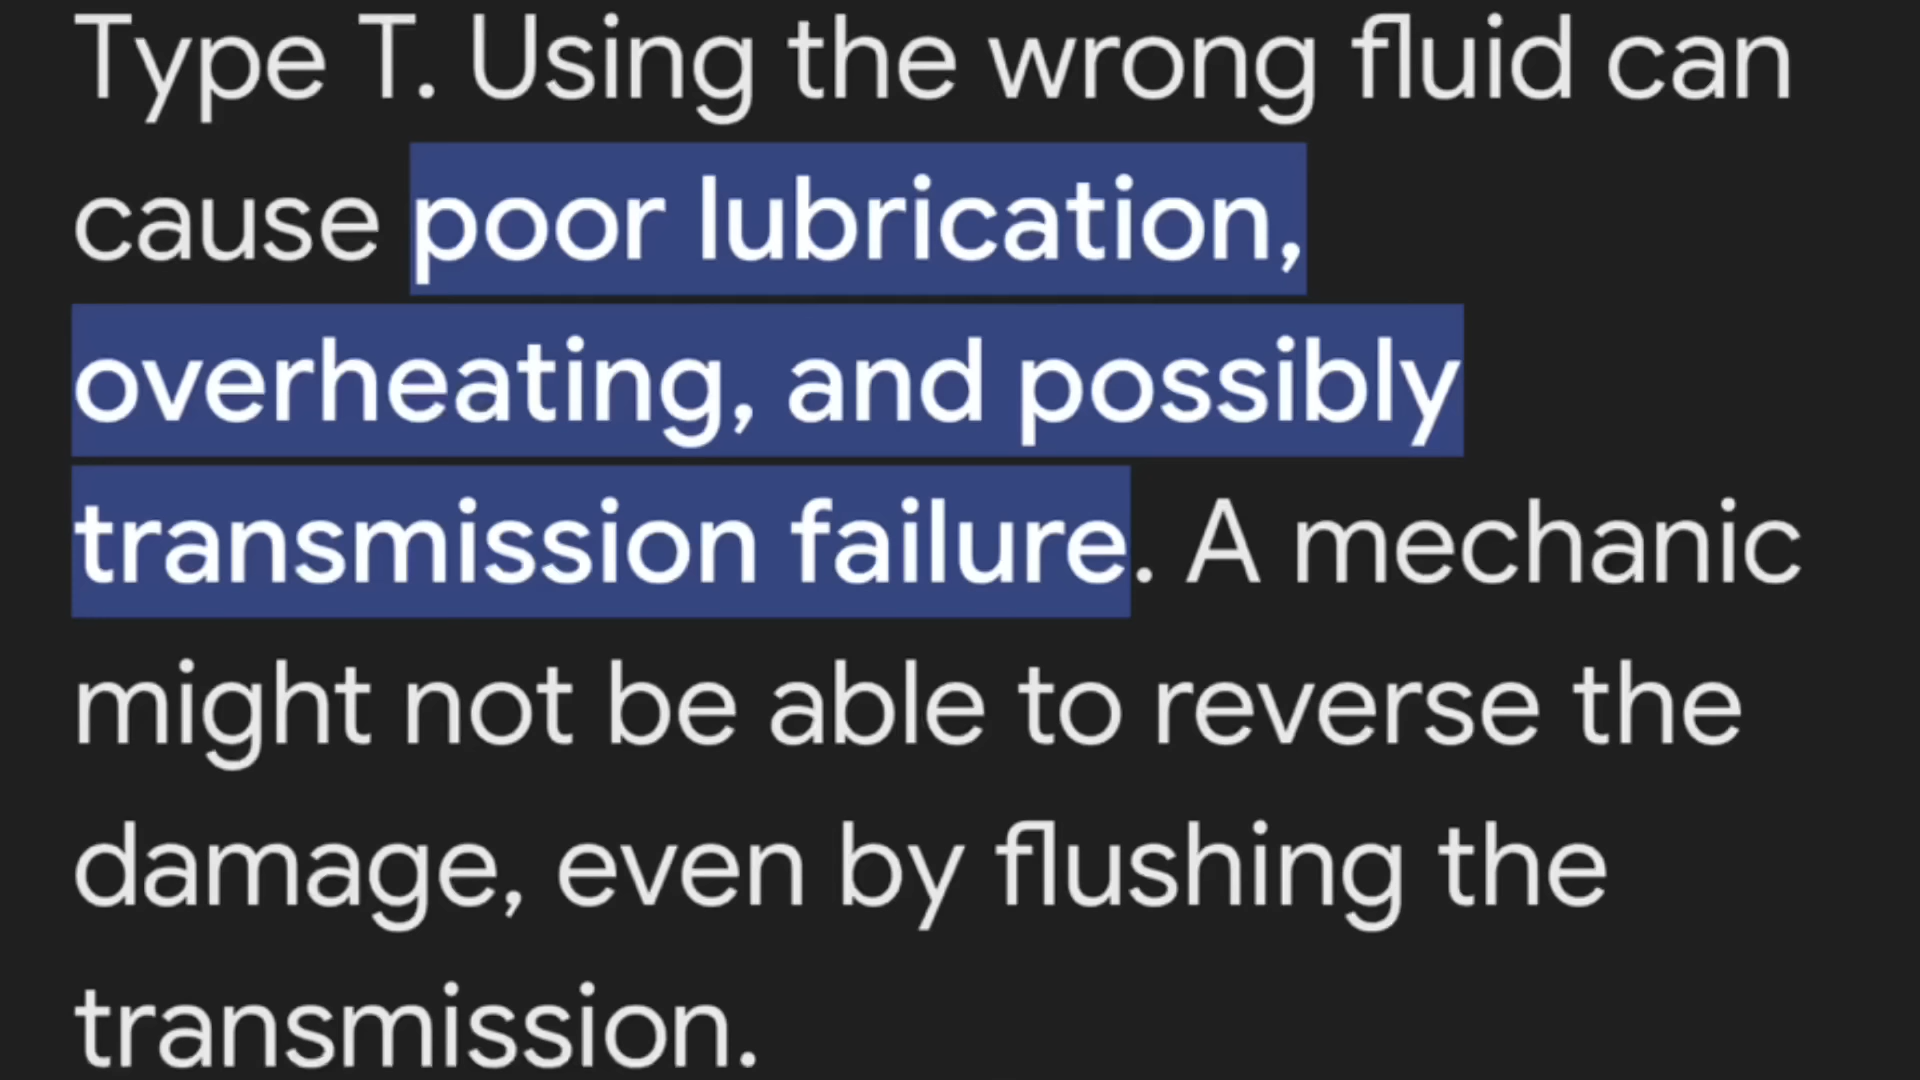 Type T. Using the wrong fluid can
cause poor lubrication,
overheating, and possibly
transmission failure. A mechanic
might not be able to reverse the
damage, even by flushing the
transmission.